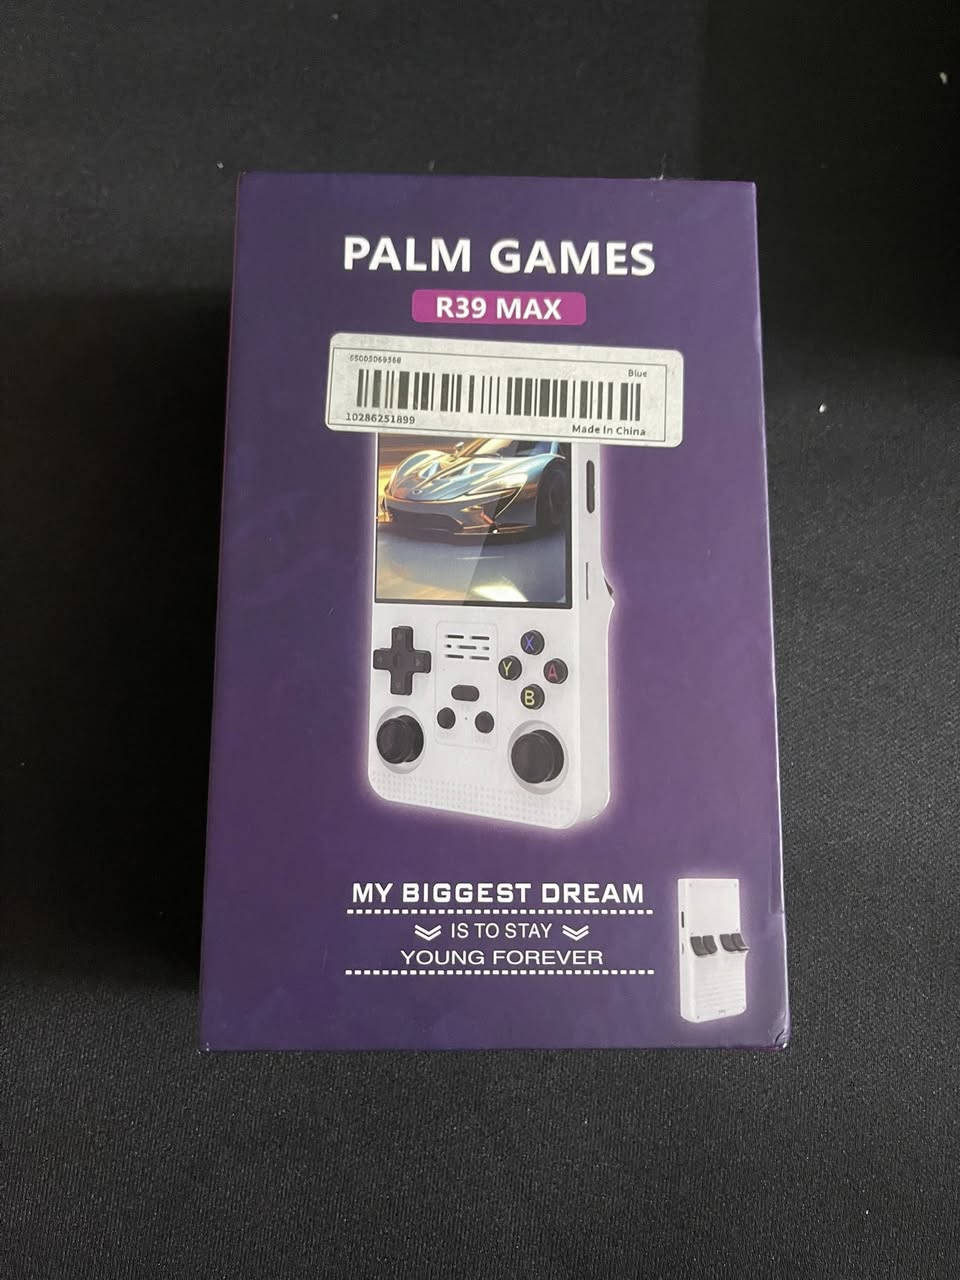 PALM GAMES
R39 MAX
Blue
10286251899
Made In China
X
Y A
B
MY BIGGEST DREAM
IS TO STAY
YOUNG FOREVER